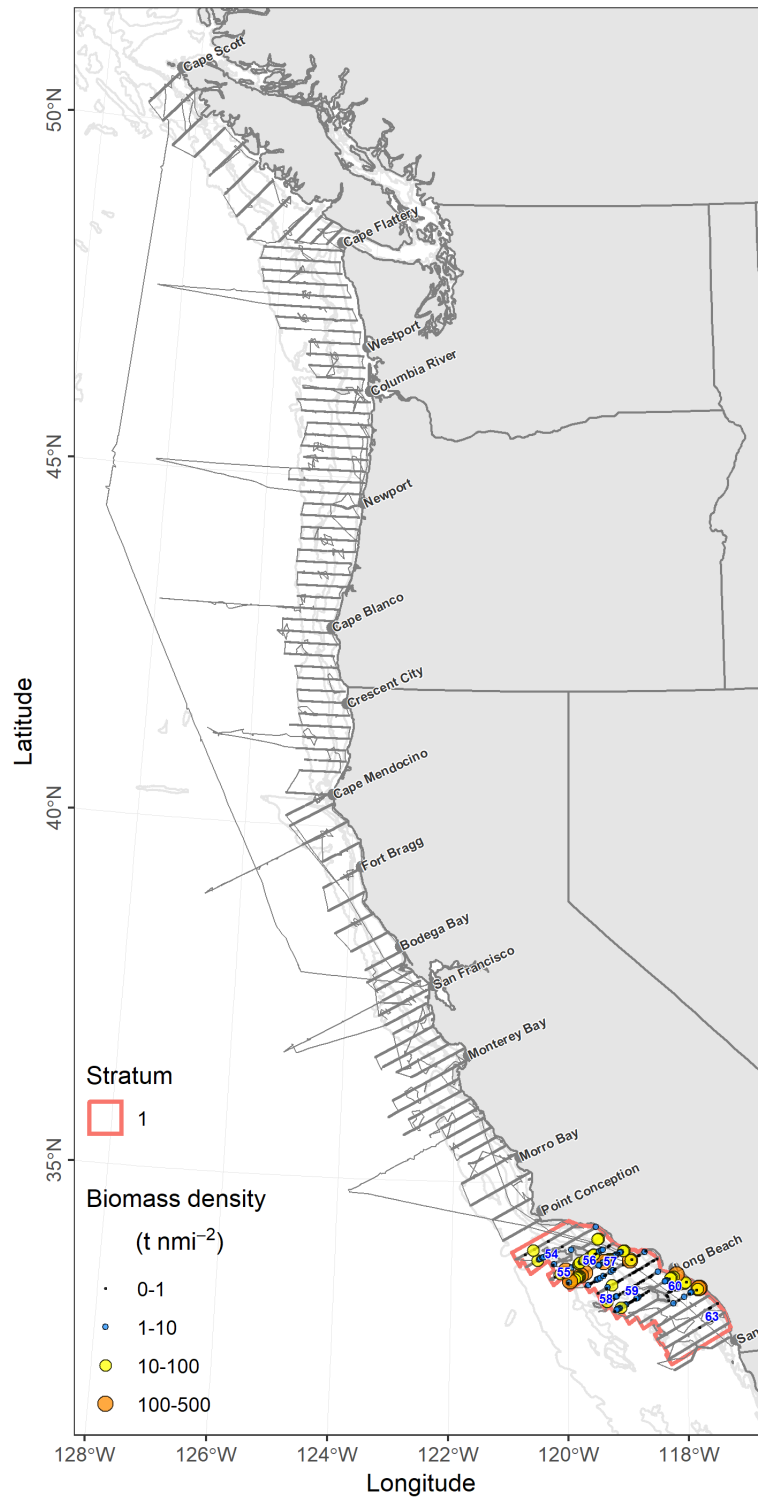 Cape Scott
50°N
Cape Flattery
Westport
Columbia River
45°N
Newport
Cape Blanco
Crescent City
Latitude
Cape Mendocino
40°N
Fort Bragg
Bodega Bay
San Francisco
Monterey Bay
Stratum
1
Morro Bay
35°N
Point Conception
Biomass density
(t nmi⁻²)
0-1
1-10
10-100
100-500
54
55
56
57
58
59
60
63
Long Beach
San
128°W
126°W
124°W
122°W
120°W
118°W
Longitude